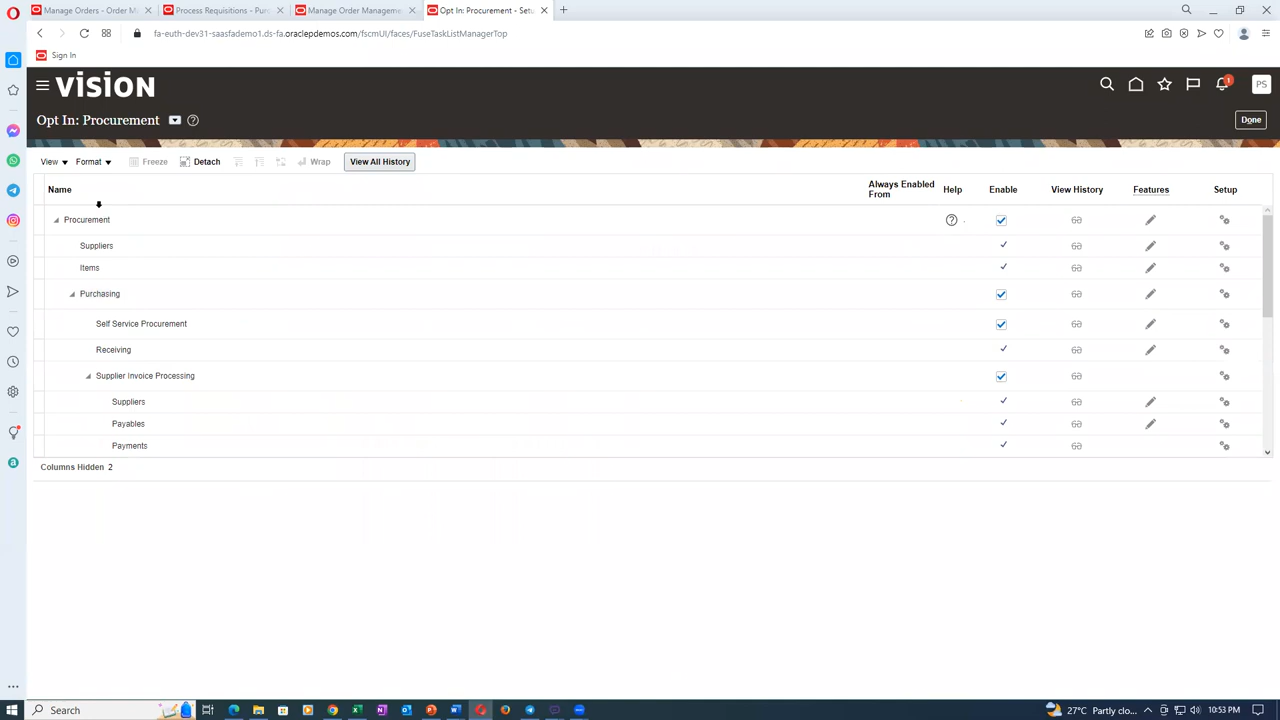 Manage Orders - Order M
Process Requisitions - Pur
Manage Order Manageme
Opt In: Procurement - Setu
fa-euth-dev31-saasfademo1.ds-fa.oraclepdemos.com/fscmUI/faces/FuseTaskListManagerTop
Sign In
VISION
1
PS
Opt In: Procurement
Done
View Format Freeze Detach Wrap View All History
Name Always Enabled From Help Enable View History Features Setup
Procurement
Suppliers
Items
Purchasing
Self Service Procurement
Receiving
Supplier Invoice Processing
Suppliers
Payables
Payments
Columns Hidden 2
Search
27°C Partly clo... 10:53 PM